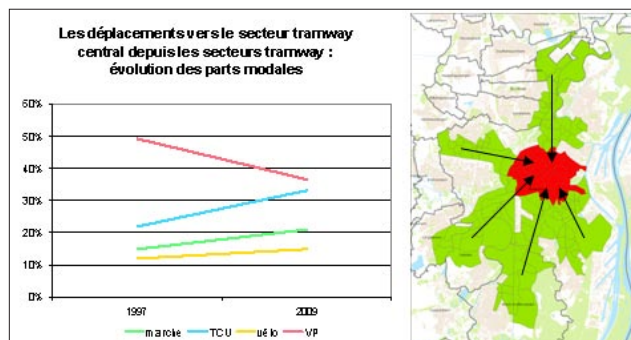 Les déplacements vers le secteur tramway
central depuis les secteurs tramway :
évolution des parts modales
60%
50%
40%
30%
20%
10%
0%
1997 2009
marche TCU vélo VP